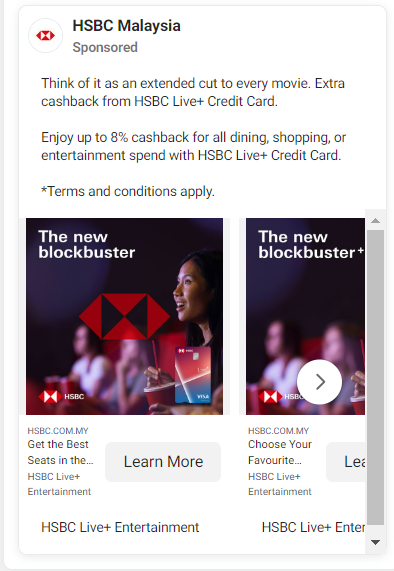 HSBC Malaysia
Sponsored
Think of it as an extended cut to every movie. Extra
cashback from HSBC Live+ Credit Card.
Enjoy up to 8% cashback for all dining, shopping, or
entertainment spend with HSBC Live+ Credit Card.
*Terms and conditions apply.
The new
blockbuster
HSBC
VISA
The new
blockbuster+
HSBC
HSBC.COM.MY
Get the Best
Seats in the...
HSBC Live+
Entertainment
Learn More
HSBC.COM.MY
Choose Your
Favourite...
HSBC Live+
Entertainment
Lea
HSBC Live+ Entertainment
HSBC Live+ Enter